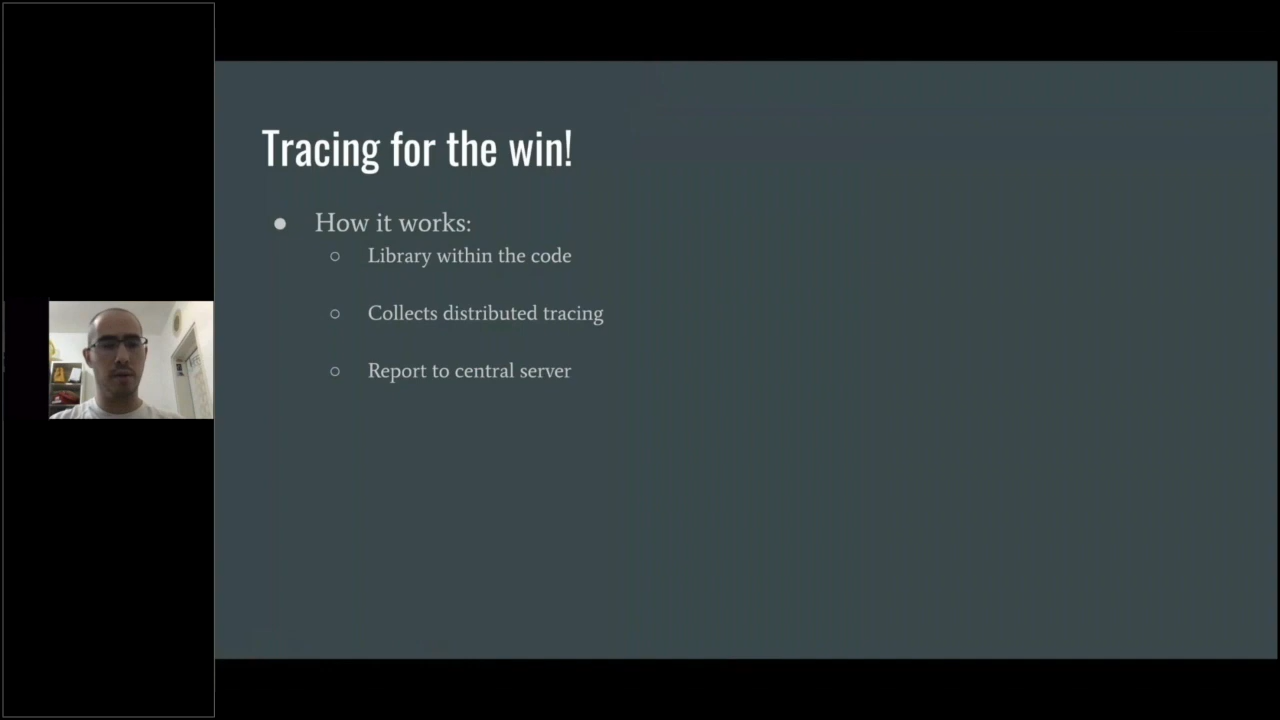 Tracing for the win!
● How it works:
○ Library within the code
○ Collects distributed tracing
○ Report to central server